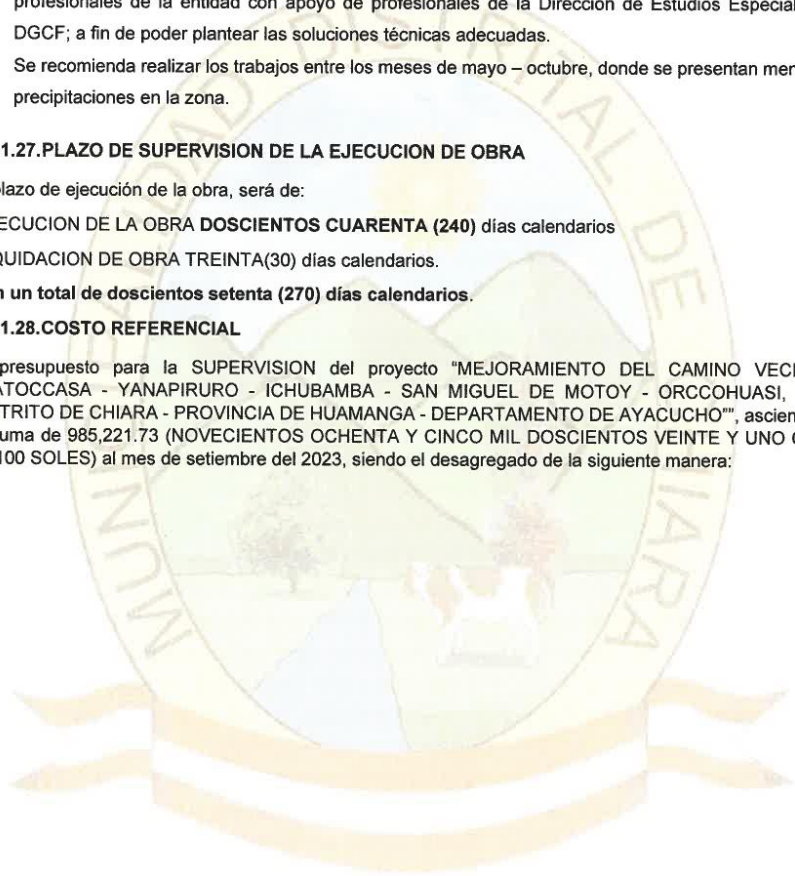 profesionales de la entidad con apoyo de profesionales de la Dirección de Estudios Especial
DGCF; a fin de poder plantear las soluciones técnicas adecuadas.
Se recomienda realizar los trabajos entre los meses de mayo – octubre, donde se presentan men
precipitaciones en la zona.
1.27.PLAZO DE SUPERVISION DE LA EJECUCION DE OBRA
lazo de ejecución de la obra, será de:
ECUCION DE LA OBRA DOSCIENTOS CUARENTA (240) días calendarios
QUIDACION DE OBRA TREINTA(30) días calendarios.
n un total de doscientos setenta (270) días calendarios.
1.28.COSTO REFERENCIAL
presupuesto para la SUPERVISION del proyecto “MEJORAMIENTO DEL CAMINO VECI
ATOCCASA - YANAPIRURO - ICHUBAMBA - SAN MIGUEL DE MOTOY - ORCCOHUASI,
TRITO DE CHIARA - PROVINCIA DE HUAMANGA - DEPARTAMENTO DE AYACUCHO"", ascien
uma de 985,221.73 (NOVECIENTOS OCHENTA Y CINCO MIL DOSCIENTOS VEINTE Y UNO C
100 SOLES) al mes de setiembre del 2023, siendo el desagregado de la siguiente manera:
MUNICIPALIDAD DISTRITAL DE CHIARA